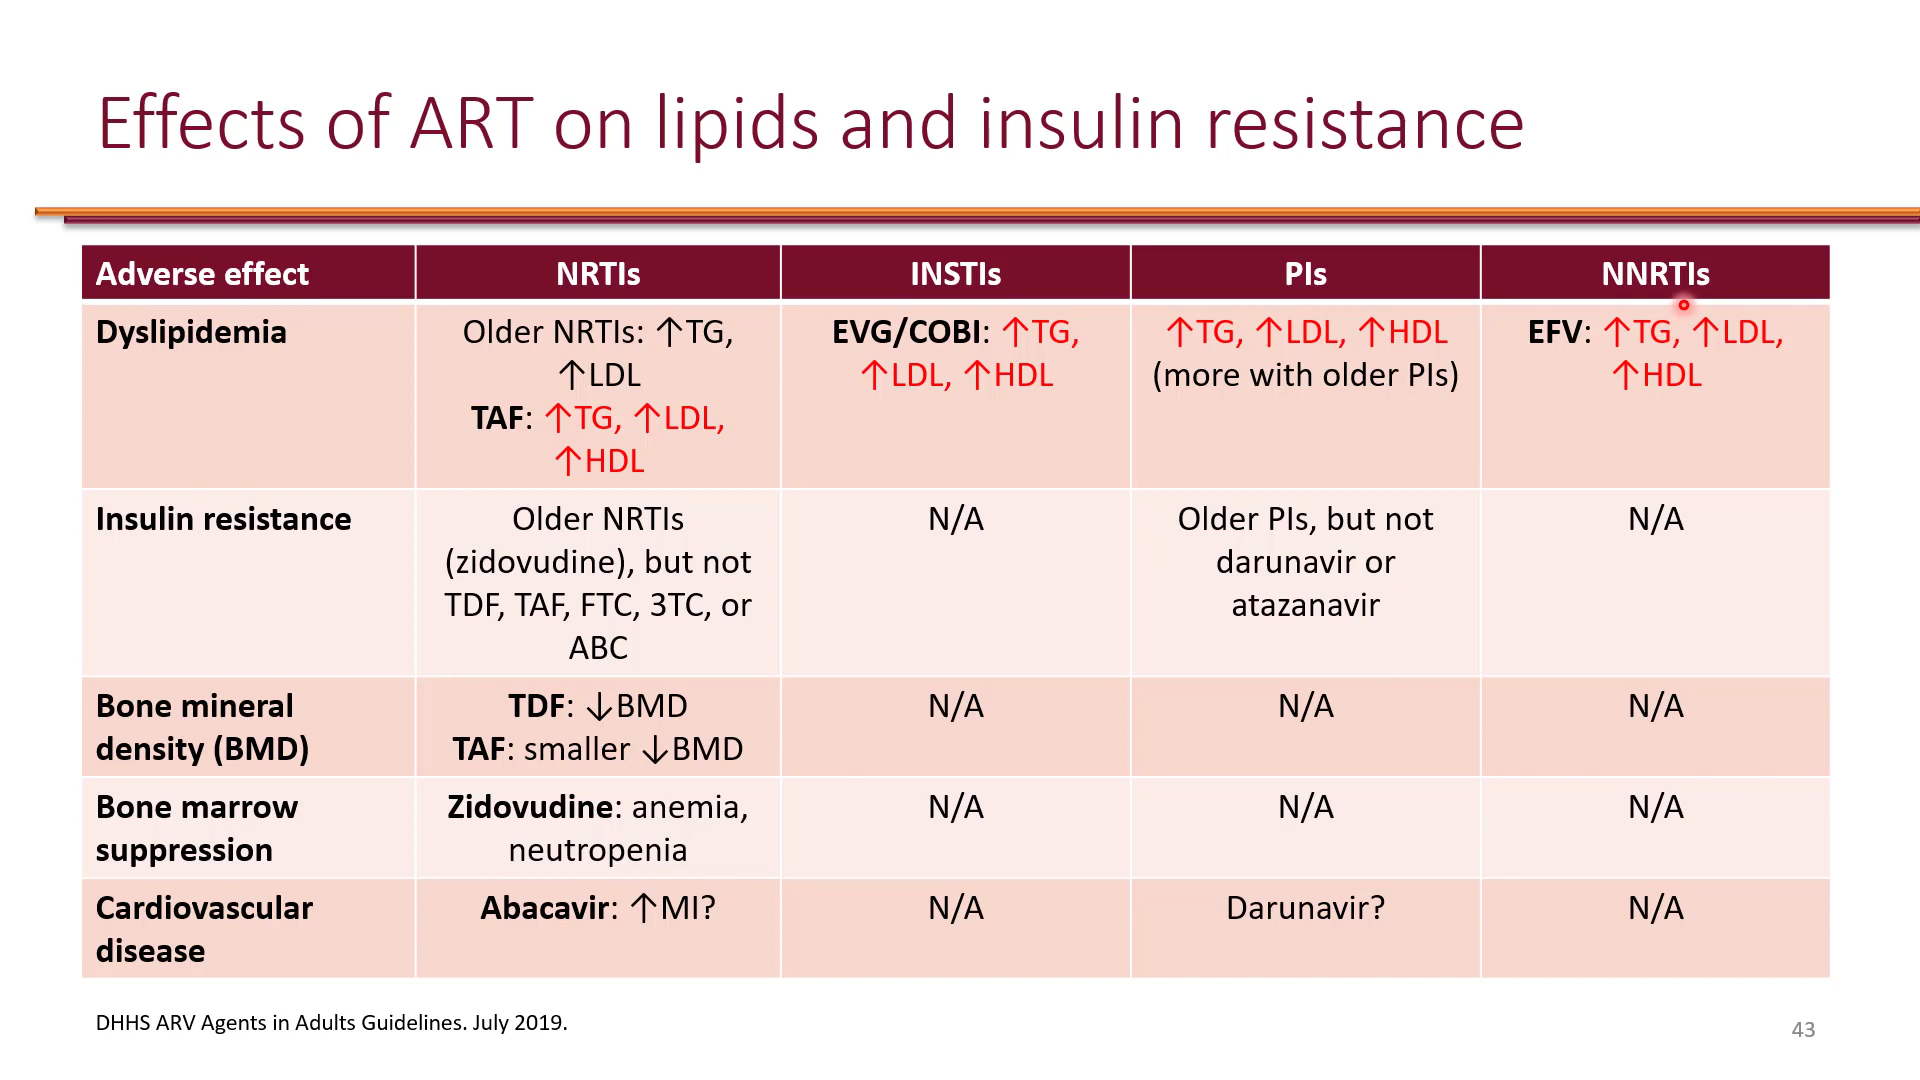 Effects of ART on lipids and insulin resistance
Adverse effect
NRTIs
INSTIs
PIs
NNRTIs
Dyslipidemia
Older NRTIs: ↑TG,
↑LDL
TAF: ↑TG, ↑LDL,
↑HDL
EVG/COBI: ↑TG,
↑LDL, ↑HDL
↑TG, ↑LDL, ↑HDL
(more with older PIs)
EFV: ↑TG, ↑LDL,
↑HDL
Insulin resistance
Older NRTIs
(zidovudine), but not
TDF, TAF, FTC, 3TC, or
ABC
N/A
Older PIs, but not
darunavir or
atazanavir
N/A
Bone mineral
density (BMD)
TDF: ↓BMD
TAF: smaller ↓BMD
N/A
N/A
N/A
Bone marrow
suppression
Zidovudine: anemia,
neutropenia
N/A
N/A
N/A
Cardiovascular
disease
Abacavir: ↑MI?
N/A
Darunavir?
N/A
DHHS ARV Agents in Adults Guidelines. July 2019.
43